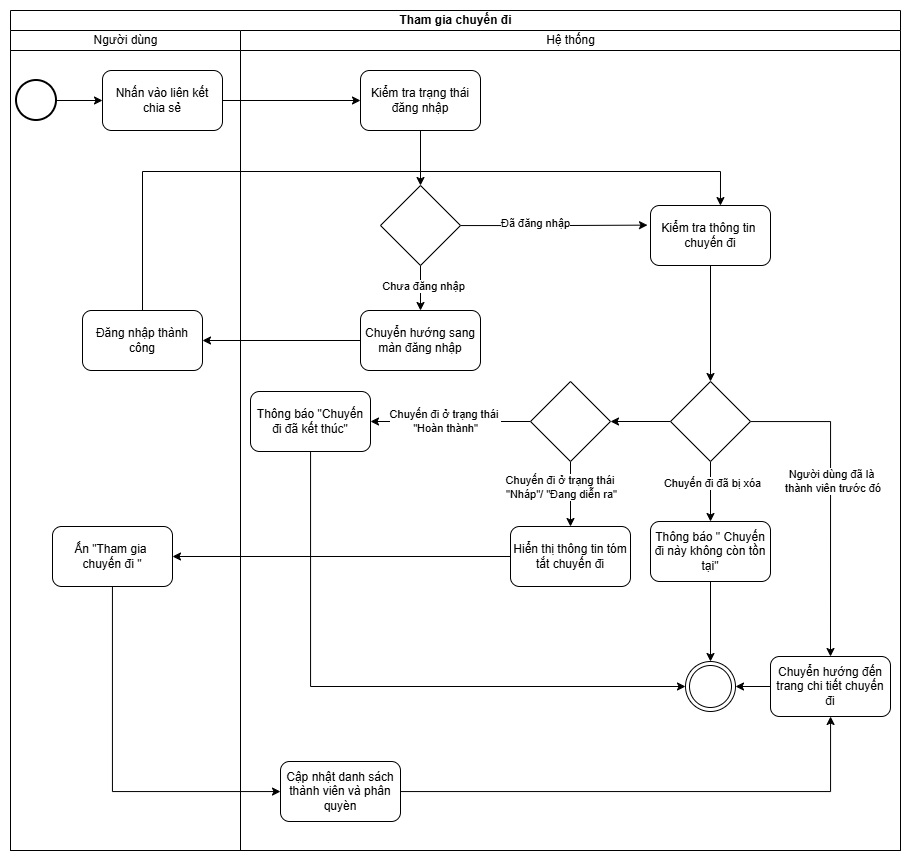 Tham gia chuyến đi
Người dùng
Hệ thống
Nhấn vào liên kết
chia sẻ
Kiểm tra trạng thái
đăng nhập
Đã đăng nhập
Kiểm tra thông tin
chuyến đi
Chưa đăng nhập
Đăng nhập thành
công
Chuyển hướng sang
màn đăng nhập
Thông báo "Chuyến
đi đã kết thúc"
Chuyến đi ở trạng thái
"Hoàn thành"
Chuyến đi ở trạng thái
"Nháp"/ "Đang diễn ra"
Chuyến đi đã bị xóa
Người dùng đã là
thành viên trước đó
Ấn "Tham gia
chuyến đi "
Hiển thị thông tin tóm
tắt chuyến đi
Thông báo " Chuyến
đi này không còn tồn
tại"
Chuyển hướng đến
trang chi tiết chuyến
đi
Cập nhật danh sách
thành viên và phân
quyèn